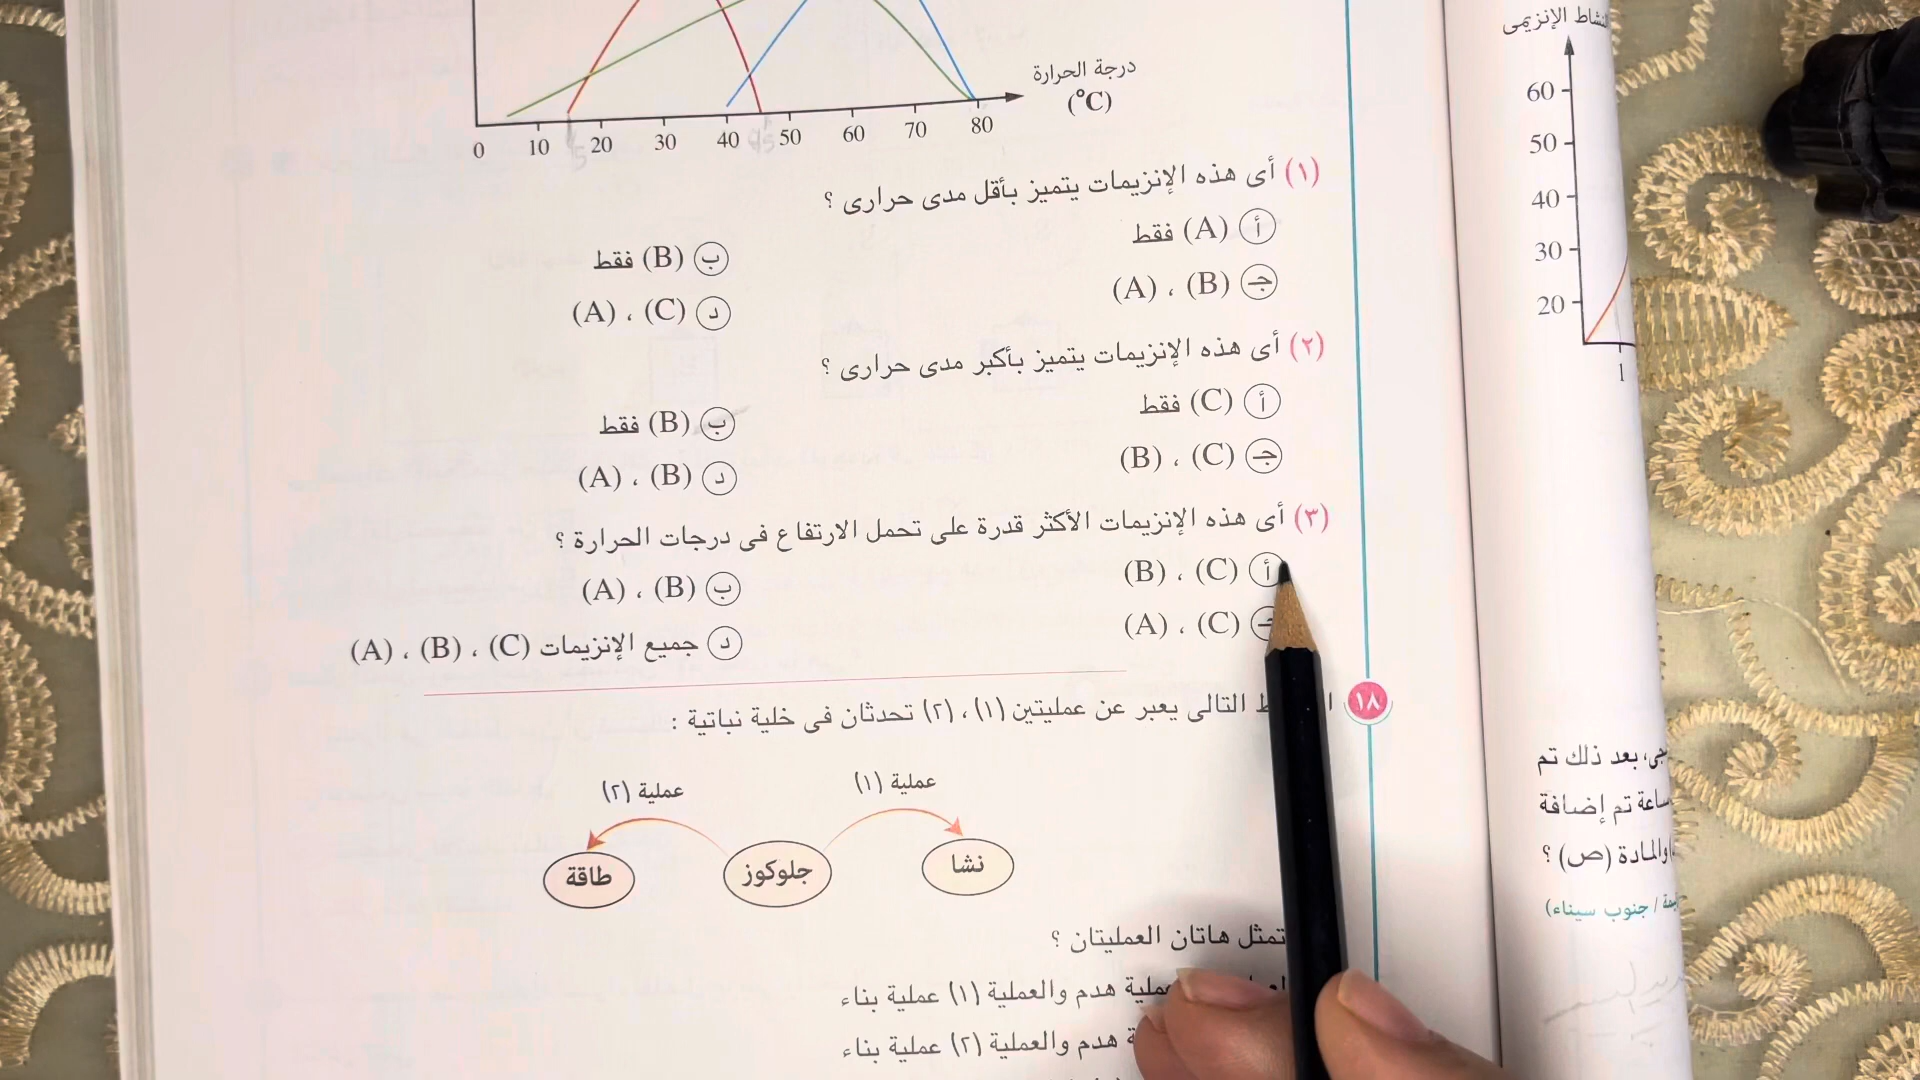 درجة الحرارة
(°C)
0 10 20 30 40 50 60 70 80
(١) أى هذه الإنزيمات يتميز بأقل مدى حرارى ؟
أ (A) فقط
ب (B) فقط
جـ (B) ، (A)
د (C) ، (A)
(٢) أى هذه الإنزيمات يتميز بأكبر مدى حرارى ؟
أ (C) فقط
ب (B) فقط
جـ (C) ، (B)
د (B) ، (A)
(٣) أى هذه الإنزيمات الأكثر قدرة على تحمل الارتفاع فى درجات الحرارة ؟
أ (C) ، (B)
ب (B) ، (A)
جـ (C) ، (A)
د جميع الإنزيمات (C) ، (B) ، (A)
١٨ التالى يعبر عن عمليتين (١) ، (٢) تحدثان فى خلية نباتية :
عملية (١)
عملية (٢)
نشا
جلوكوز
طاقة
تمثل هاتان العمليتان ؟
عملية هدم والعملية (١) عملية بناء
هدم والعملية (٢) عملية بناء
النشاط الإنزيمى
60
50
40
30
20
1
بعد ذلك تم
ساعة تم إضافة
والمادة (ص) ؟
/ جنوب سيناء)